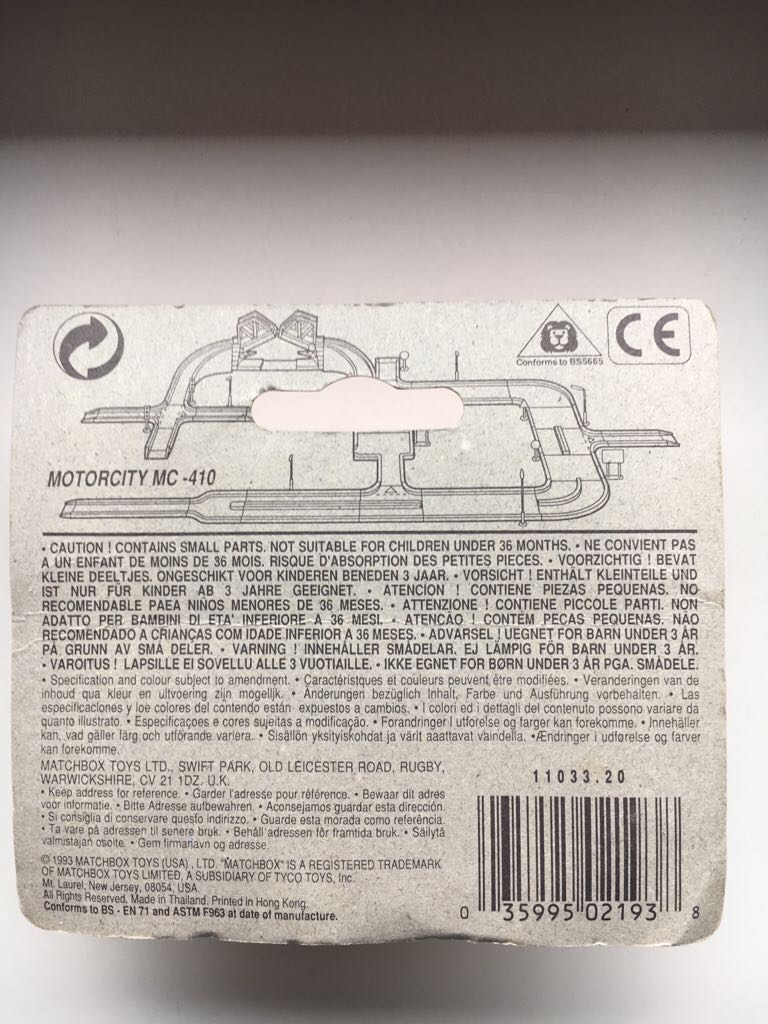 Conforms to BS5665
CE
MOTORCITY MC -410
• CAUTION ! CONTAINS SMALL PARTS. NOT SUITABLE FOR CHILDREN UNDER 36 MONTHS. • NE CONVIENT PAS
A UN ENFANT DE MOINS DE 36 MOIS. RISQUE D'ABSORPTION DES PETITES PIECES. • VOORZICHTIG ! BEVAT
KLEINE DEELTJES. ONGESCHIKT VOOR KINDEREN BENEDEN 3 JAAR. • VORSICHT ! ENTHÄLT KLEINTEILE UND
IST NUR FÜR KINDER AB 3 JAHRE GEEIGNET. • ATENCION ! CONTIENE PIEZAS PEQUENAS. NO
RECOMENDABLE PAEA NIÑOS MENORES DE 36 MESES. • ATTENZIONE ! CONTIENE PICCOLE PARTI. NON
ADATTO PER BAMBINI DI ETA' INFERIORE A 36 MESI. • ATENCÃO ! CONTÉM PECAS PEQUENAS. NÃO
RECOMENDADO A CRIANÇAS COM IDADE INFERIOR A 36 MESES. • ADVARSEL ! UEGNET FOR BARN UNDER 3 ÅR
PÅ GRUNN AV SMÅ DELER. • VARNING ! INNEHÅLLER SMÅDELAR. EJ LÄMPIG FÖR BARN UNDER 3 ÅR.
• VAROITUS ! LAPSILLE EI SOVELLU ALLE 3 VUOTIAILLE. • IKKE EGNET FOR BØRN UNDER 3 ÅR PGA. SMÅDELE.
• Specification and colour subject to amendment. • Caractéristiques et couleurs peuvent être modifiées. • Veranderingen van de
inhoud qua kleur en uitvoering zijn mogelijk. • Änderungen bezüglich Inhalt, Farbe und Ausführung vorbehalten. • Las
especificaciones y loe colores del contenido están expuestos a cambios. • I colori ed i dettagli del contenuto possono variare da
quanto illustrato. • Especificaçoes e cores sujeitas a modificação. • Forandringer I utforelse og farger kan forekomme. • Innehåller
kan, vad gäller färg och utförande variera. • Sisällön yksityiskohdat ja värit aaattavat vaindella. •Ændringer i udførelse og farver
kan forekomme.
MATCHBOX TOYS LTD., SWIFT PARK, OLD LEICESTER ROAD, RUGBY,
WARWICKSHIRE, CV 21 1DZ. U.K.
• Keep address for reference. • Garder l'adresse pour référence. • Bewaar dit adres
voor informatie. • Bitte Adresse aufbewahren. • Aconsejamos guardar esta dirección.
• Si consiglia di conservare questo indirizzo. • Guarde esta morada como referência.
• Ta vare på adressen til senere bruk. • Behåll adressen för framtida bruk. • Säilytä
valmistajan osoite. • Gem firmanavn og adresse.
© 1993 MATCHBOX TOYS (USA) , LTD. "MATCHBOX" IS A REGISTERED TRADEMARK
OF MATCHBOX TOYS LIMITED, A SUBSIDIARY OF TYCO TOYS, Inc.
Mt. Laurel, New Jersey, 08054, USA.
All Rights Reserved. Made in Thailand. Printed in Hong Kong.
Conforms to BS - EN 71 and ASTM F963 at date of manufacture.
11033.20
0 35995 02193 8